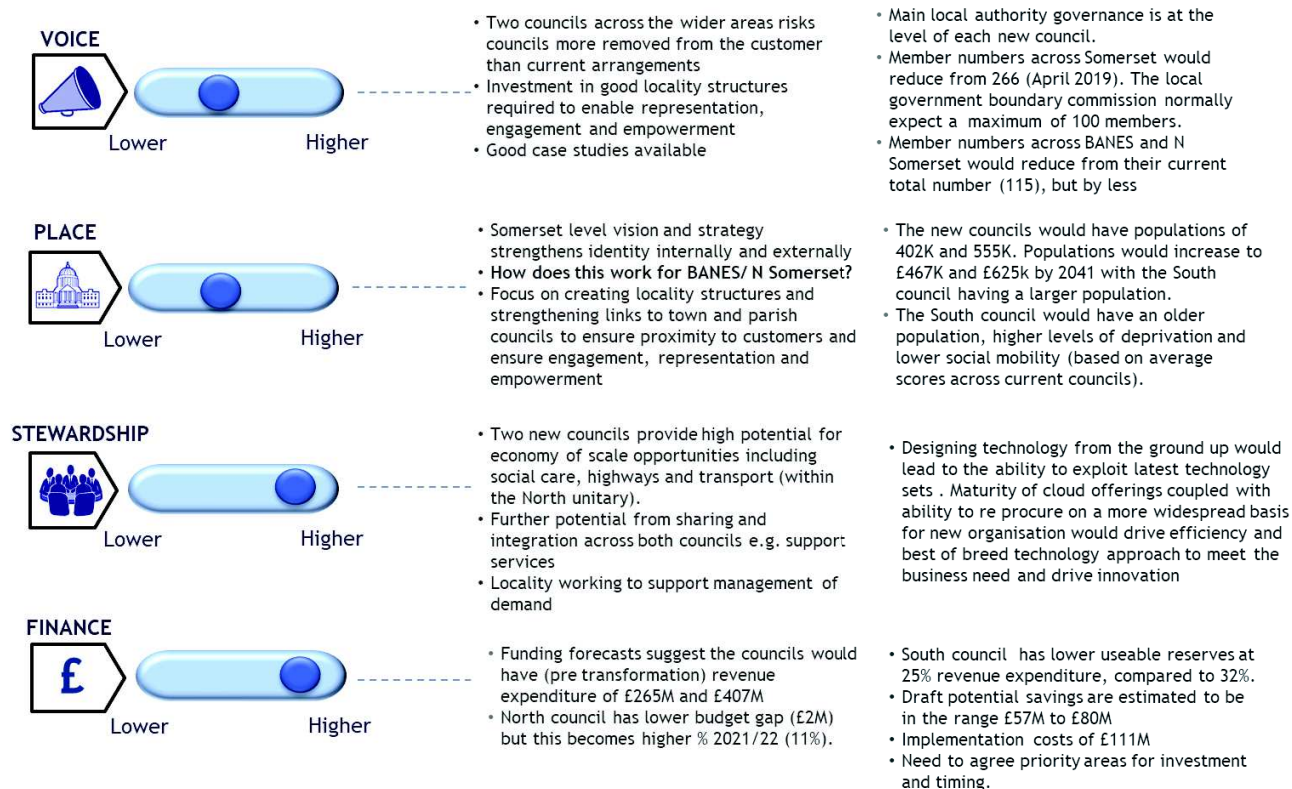 VOICE
Lower
Higher
• Two councils across the wider areas risks
councils more removed from the customer
than current arrangements
• Investment in good locality structures
required to enable representation,
engagement and empowerment
• Good case studies available
• Main local authority governance is at the
level of each new council.
• Member numbers across Somerset would
reduce from 266 (April 2019). The local
government boundary commission normally
expect a maximum of 100 members.
• Member numbers across BANES and N
Somerset would reduce from their current
total number (115), but by less
PLACE
Lower
Higher
• Somerset level vision and strategy
strengthens identity internally and externally
• How does this work for BANES/ N Somerset?
• Focus on creating locality structures and
strengthening links to town and parish
councils to ensure proximity to customers and
ensure engagement, representation and
empowerment
• The new councils would have populations of
402K and 555K. Populations would increase to
£467K and £625k by 2041 with the South
council having a larger population.
• The South council would have an older
population, higher levels of deprivation and
lower social mobility (based on average
scores across current councils).
STEWARDSHIP
Lower
Higher
• Two new councils provide high potential for
economy of scale opportunities including
social care, highways and transport (within
the North unitary).
• Further potential from sharing and
integration across both councils e.g. support
services
• Locality working to support management of
demand
• Designing technology from the ground up would
lead to the ability to exploit latest technology
sets . Maturity of cloud offerings coupled with
ability to re procure on a more widespread basis
for new organisation would drive efficiency and
best of breed technology approach to meet the
business need and drive innovation
FINANCE
£
Lower
Higher
• Funding forecasts suggest the councils would
have (pre transformation) revenue
expenditure of £265M and £407M
• North council has lower budget gap (£2M)
but this becomes higher % 2021/22 (11%).
• South council has lower useable reserves at
25% revenue expenditure, compared to 32%.
• Draft potential savings are estimated to be
in the range £57M to £80M
• Implementation costs of £111M
• Need to agree priority areas for investment
and timing.